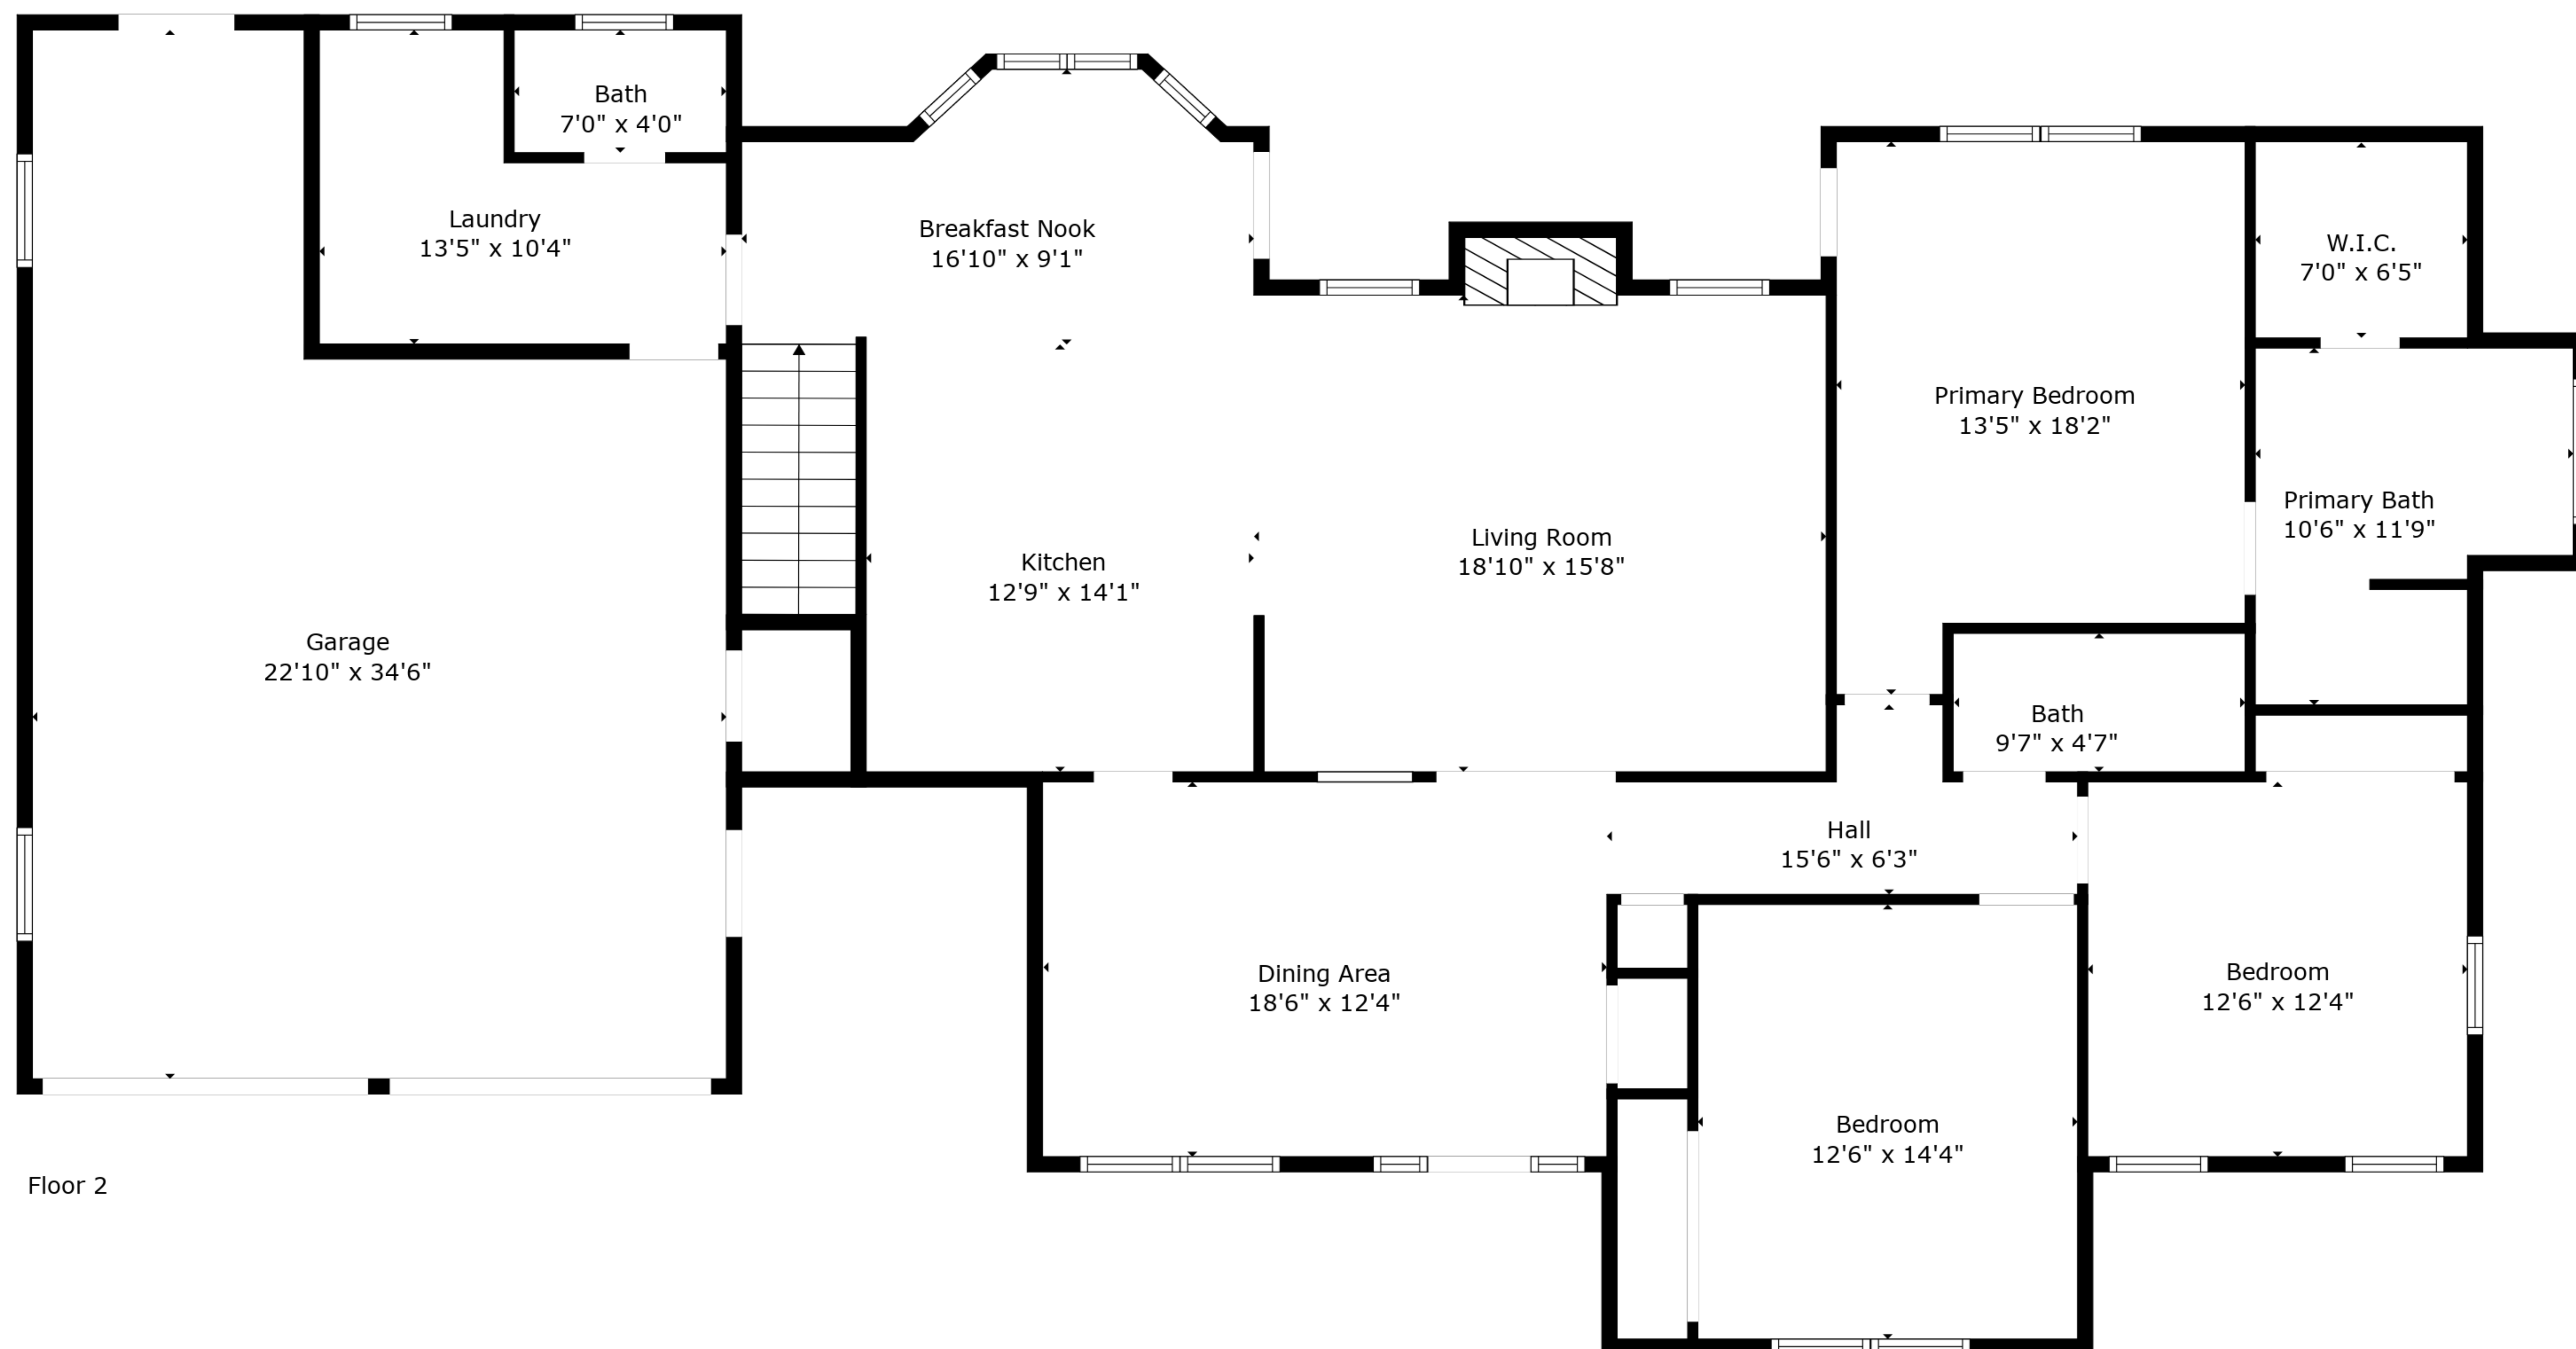 Bath
7'0" x 4'0"
Laundry
13'5" x 10'4"
Breakfast Nook
16'10" x 9'1"
W.I.C.
7'0" x 6'5"
Primary Bedroom
13'5" x 18'2"
Primary Bath
10'6" x 11'9"
Living Room
18'10" x 15'8"
Kitchen
12'9" x 14'1"
Garage
22'10" x 34'6"
Bath
9'7" x 4'7"
Hall
15'6" x 6'3"
Dining Area
18'6" x 12'4"
Bedroom
12'6" x 12'4"
Bedroom
12'6" x 14'4"
Floor 2